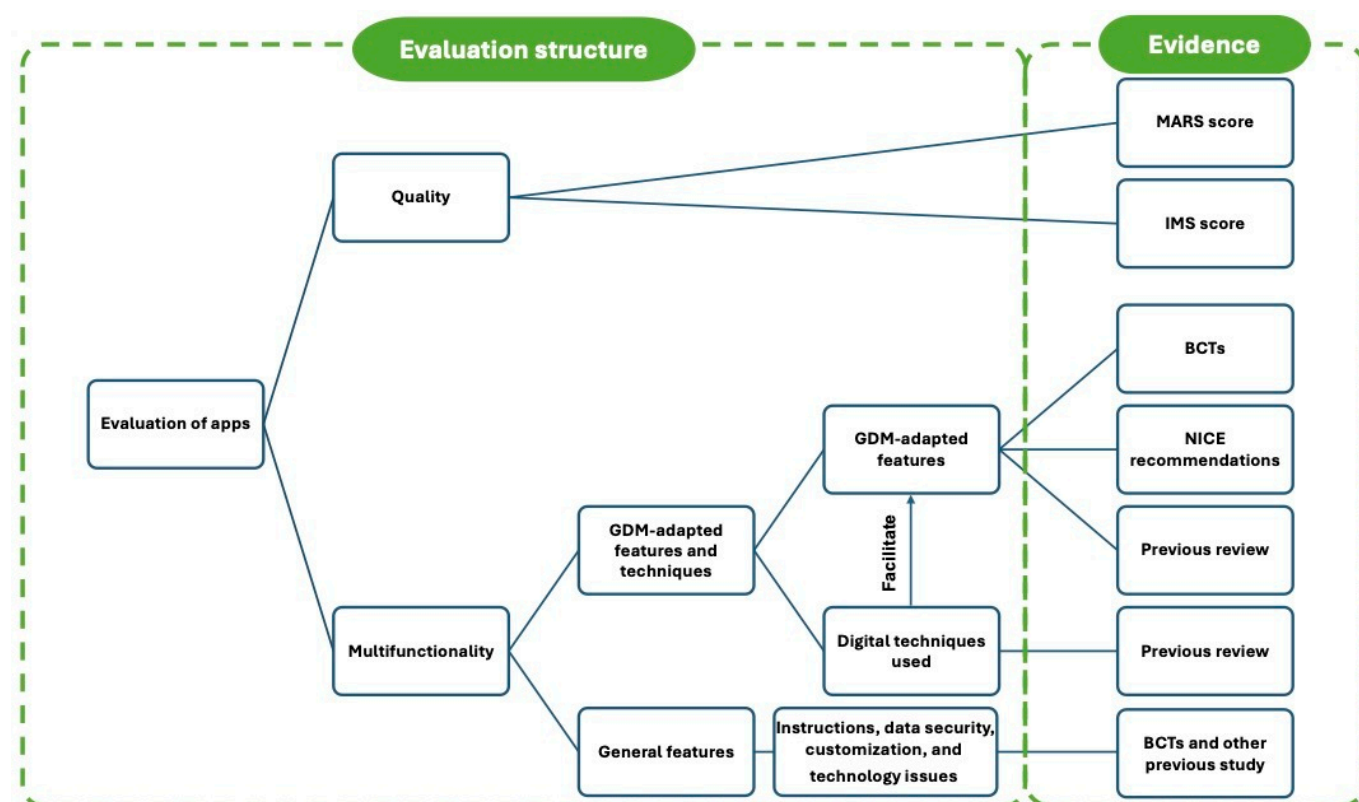 Evaluation structure
Evidence
MARS score
Quality
IMS score
BCTs
Evaluation of apps
GDM-adapted
features
NICE
recommendations
GDM-adapted
features and
techniques
Facilitate
Previous review
Multifunctionality
Digital techniques
used
Previous review
General features
Instructions, data security,
customization, and
technology issues
BCTs and other
previous study